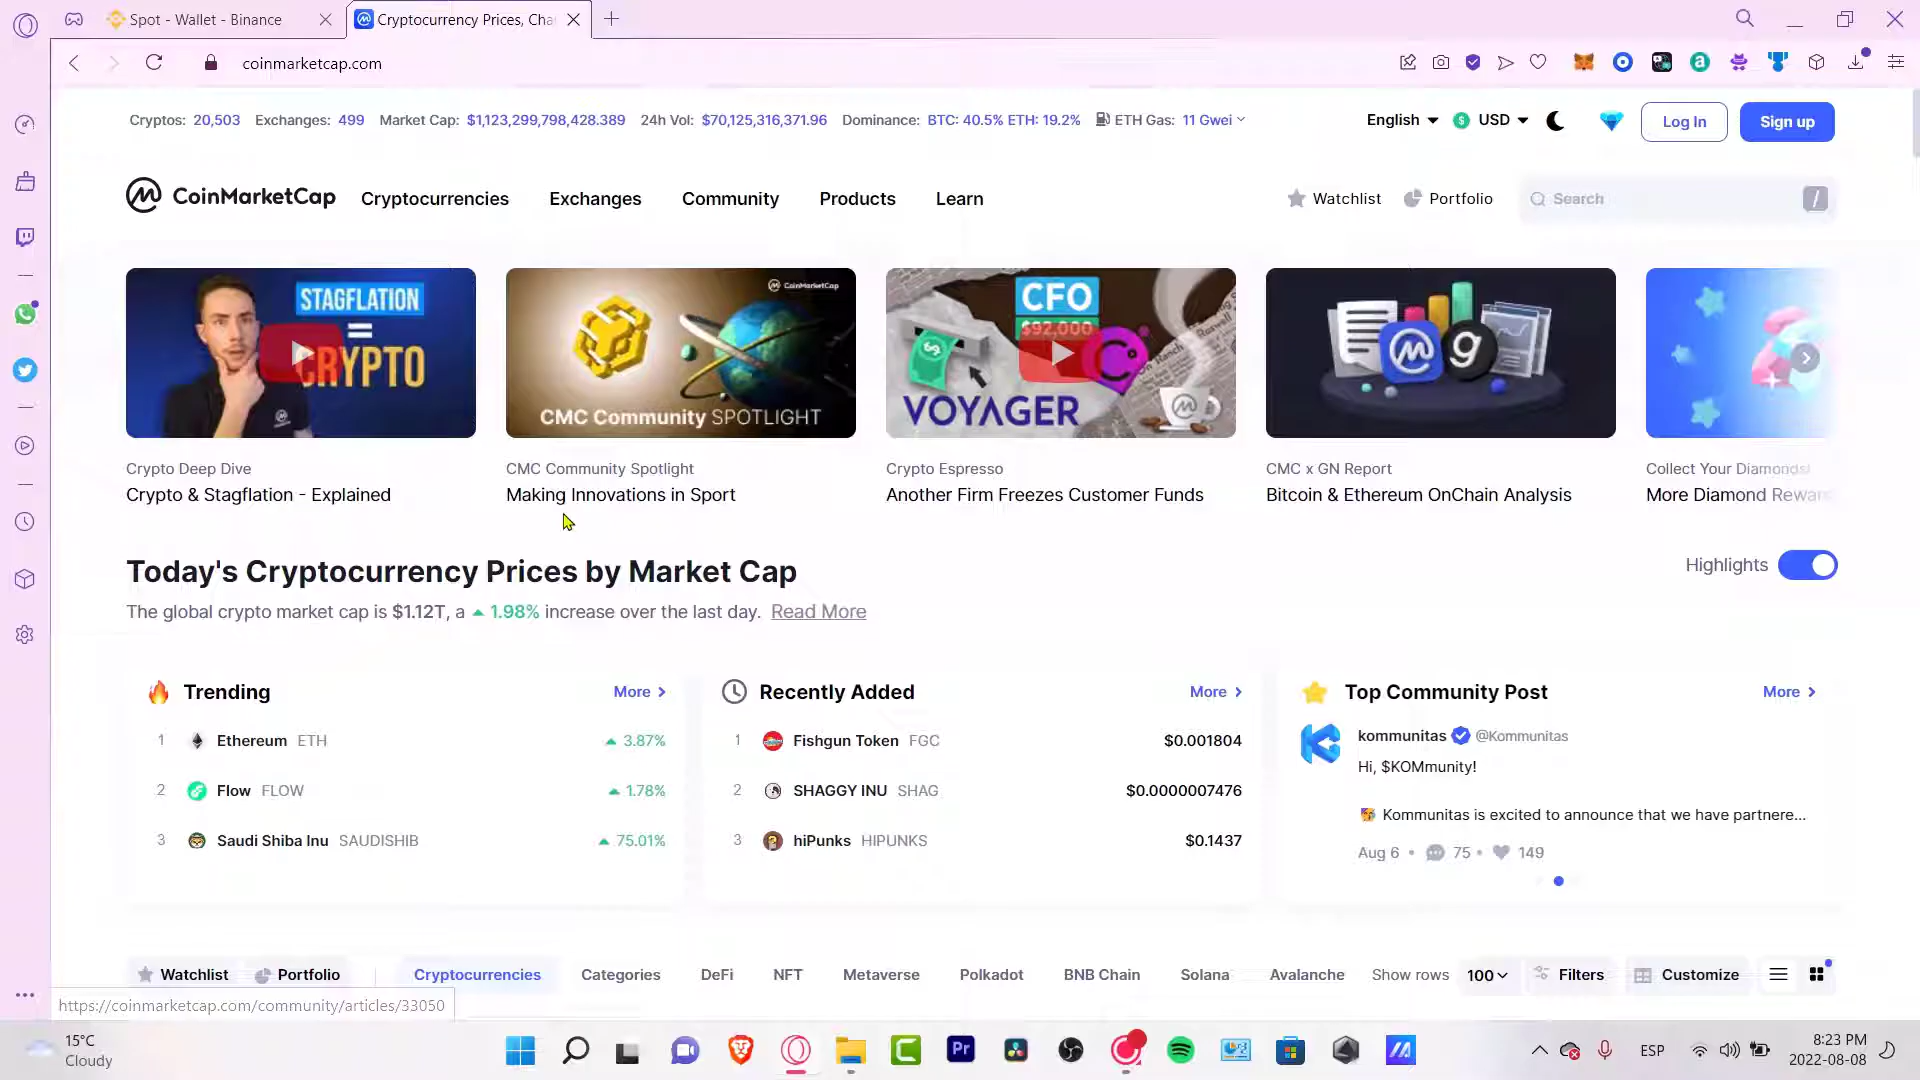 Spot - Wallet - Binance
Cryptocurrency Prices, Cha
coinmarketcap.com
Cryptos: 20,503 Exchanges: 499 Market Cap: $1,123,299,798,428.389 24h Vol: $70,125,316,371.96 Dominance: BTC: 40.5% ETH: 19.2% ETH Gas: 11 Gwei
English USD Log In Sign up
CoinMarketCap Cryptocurrencies Exchanges Community Products Learn
Watchlist Portfolio Search /
STAGFLATION
=
CRYPTO
CoinMarketCap
CMC Community SPOTLIGHT
CFO
$92,000
VOYAGER
Crypto Deep Dive
Crypto & Stagflation - Explained
CMC Community Spotlight
Making Innovations in Sport
Crypto Espresso
Another Firm Freezes Customer Funds
CMC x GN Report
Bitcoin & Ethereum OnChain Analysis
Collect Your Diamonds!
More Diamond Rewar
Today's Cryptocurrency Prices by Market Cap
Highlights
The global crypto market cap is $1.12T, a 1.98% increase over the last day. Read More
Trending More
1 Ethereum ETH 3.87%
2 Flow FLOW 1.78%
3 Saudi Shiba Inu SAUDISHIB 75.01%
Recently Added More
1 Fishgun Token FGC $0.001804
2 SHAGGY INU SHAG $0.0000007476
3 hiPunks HIPUNKS $0.1437
Top Community Post More
kommunitas @Kommunitas
Hi, $KOMmunity!
Kommunitas is excited to announce that we have partnere...
Aug 6 • 75 • 149
Watchlist Portfolio Cryptocurrencies Categories DeFi NFT Metaverse Polkadot BNB Chain Solana Avalanche Show rows 100 Filters Customize
https://coinmarketcap.com/community/articles/33050
15°C
Cloudy
Pr
ESP
8:23 PM
2022-08-08